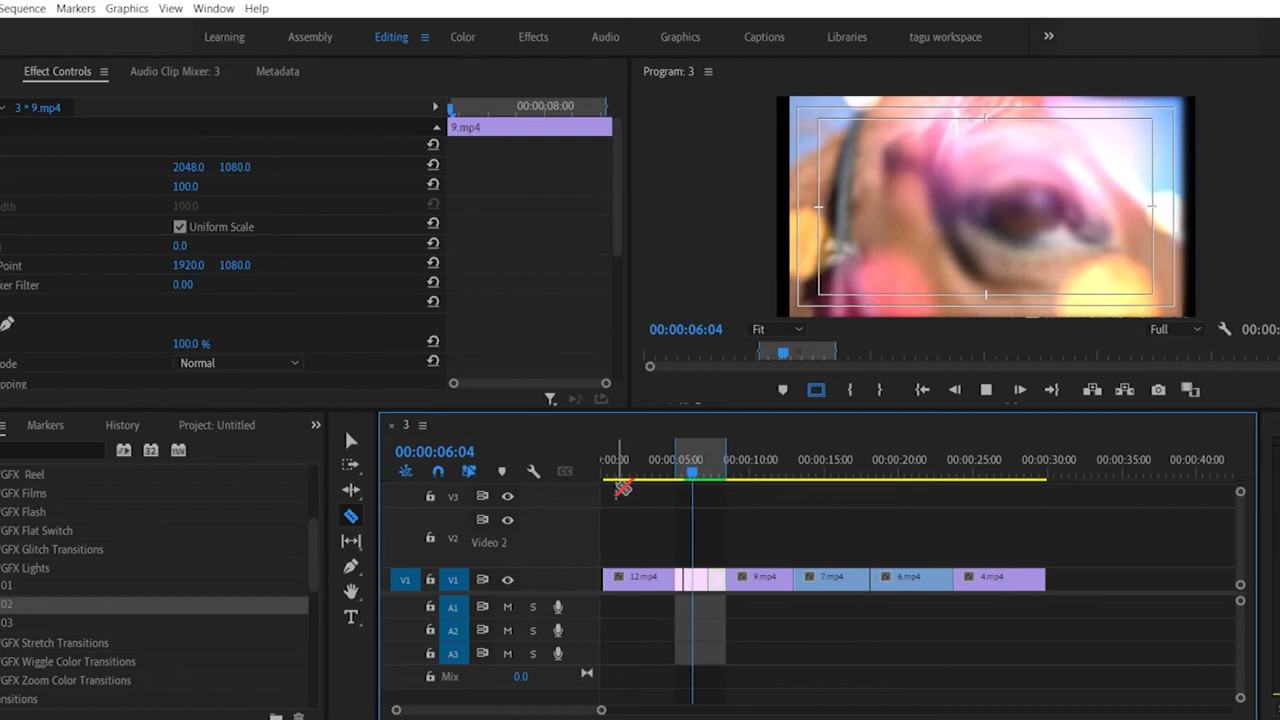 Sequence Markers Graphics View Window Help
Learning Assembly Editing Color Effects Audio Graphics Captions Libraries tagu workspace
Effect Controls Audio Clip Mixer: 3 Metadata
Program: 3
3 * 9.mp4
00:00:08:00
9.mp4
2048.0 1080.0
100.0
100.0
Uniform Scale
0.0
Point 1920.0 1080.0
ker Filter 0.00
100.0 %
ode Normal
pping
00:00:06:04 Fit Full 00:00:
Markers History Project: Untitled
32
GFX Reel
GFX Films
GFX Flash
GFX Flat Switch
GFX Glitch Transitions
GFX Lights
01
02
03
GFX Stretch Transitions
GFX Wiggle Color Transitions
GFX Zoom Color Transitions
nsitions
3
00:00:06:04
:00:00 00:00:05:00 00:00:10:00 00:00:15:00 00:00:20:00 00:00:25:00 00:00:30:00 00:00:35:00 00:00:40:00
V3
V2 Video 2
V1 V1 12.mp4 9.mp4 7.mp4 6.mp4 4.mp4
A1 M S
A2 M S
A3 M S
Mix 0.0